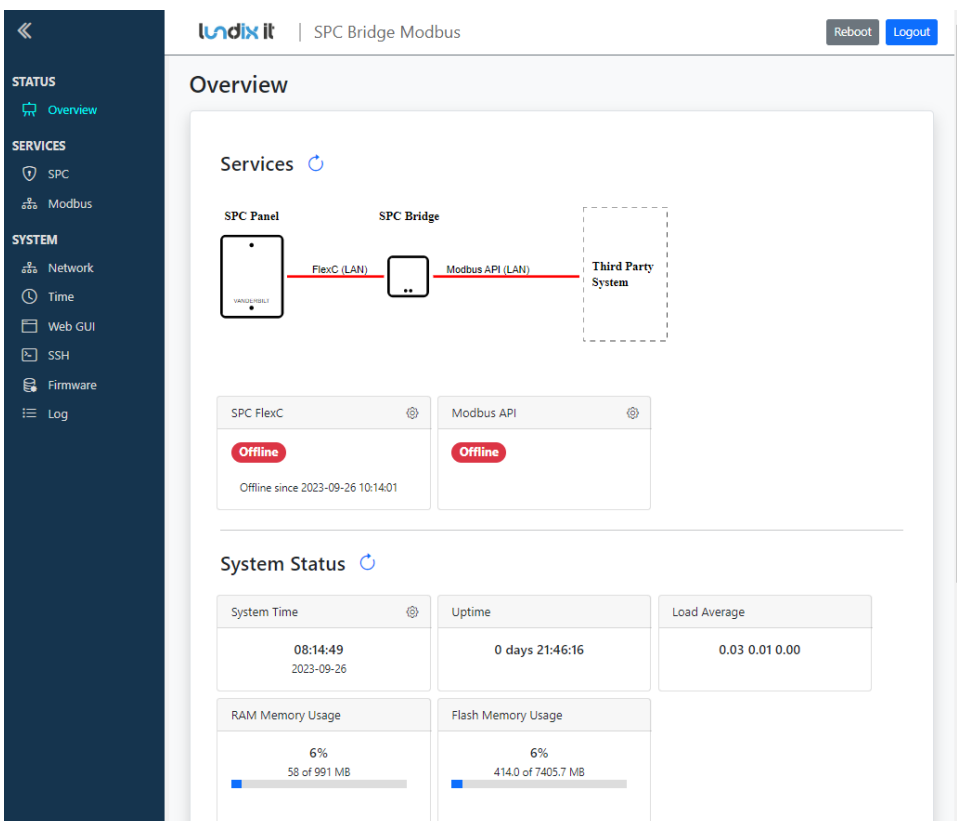 lundix it | SPC Bridge Modbus
Reboot
Logout
STATUS
Overview
SERVICES
SPC
Modbus
SYSTEM
Network
Time
Web GUI
SSH
Firmware
Log
Overview
Services
SPC Panel
SPC Bridge
FlexC (LAN)
Modbus API (LAN)
Third Party
System
VANDERBILT
SPC FlexC
Offline
Offline since 2023-09-26 10:14:01
Modbus API
Offline
System Status
System Time
08:14:49
2023-09-26
Uptime
0 days 21:46:16
Load Average
0.03 0.01 0.00
RAM Memory Usage
6%
58 of 991 MB
Flash Memory Usage
6%
414.0 of 7405.7 MB